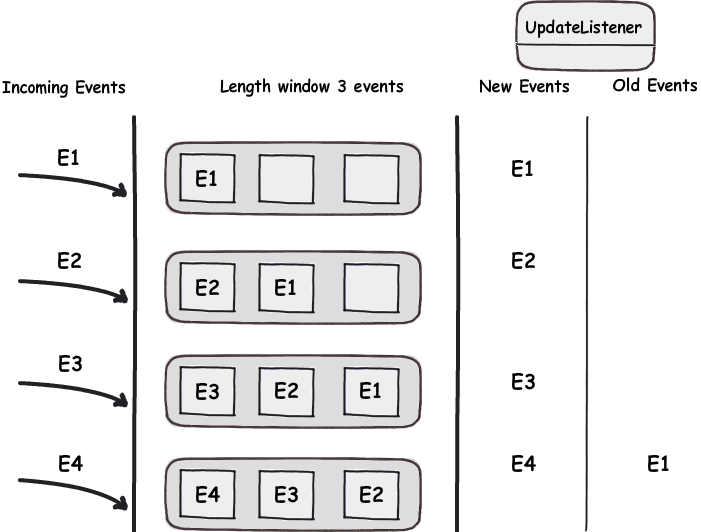 UpdateListener
Incoming Events Length window 3 events New Events Old Events
E1
E1 E1
E2
E2
E2 E1
E3
E3
E3 E2 E1
E4 E4 E1
E4 E3 E2